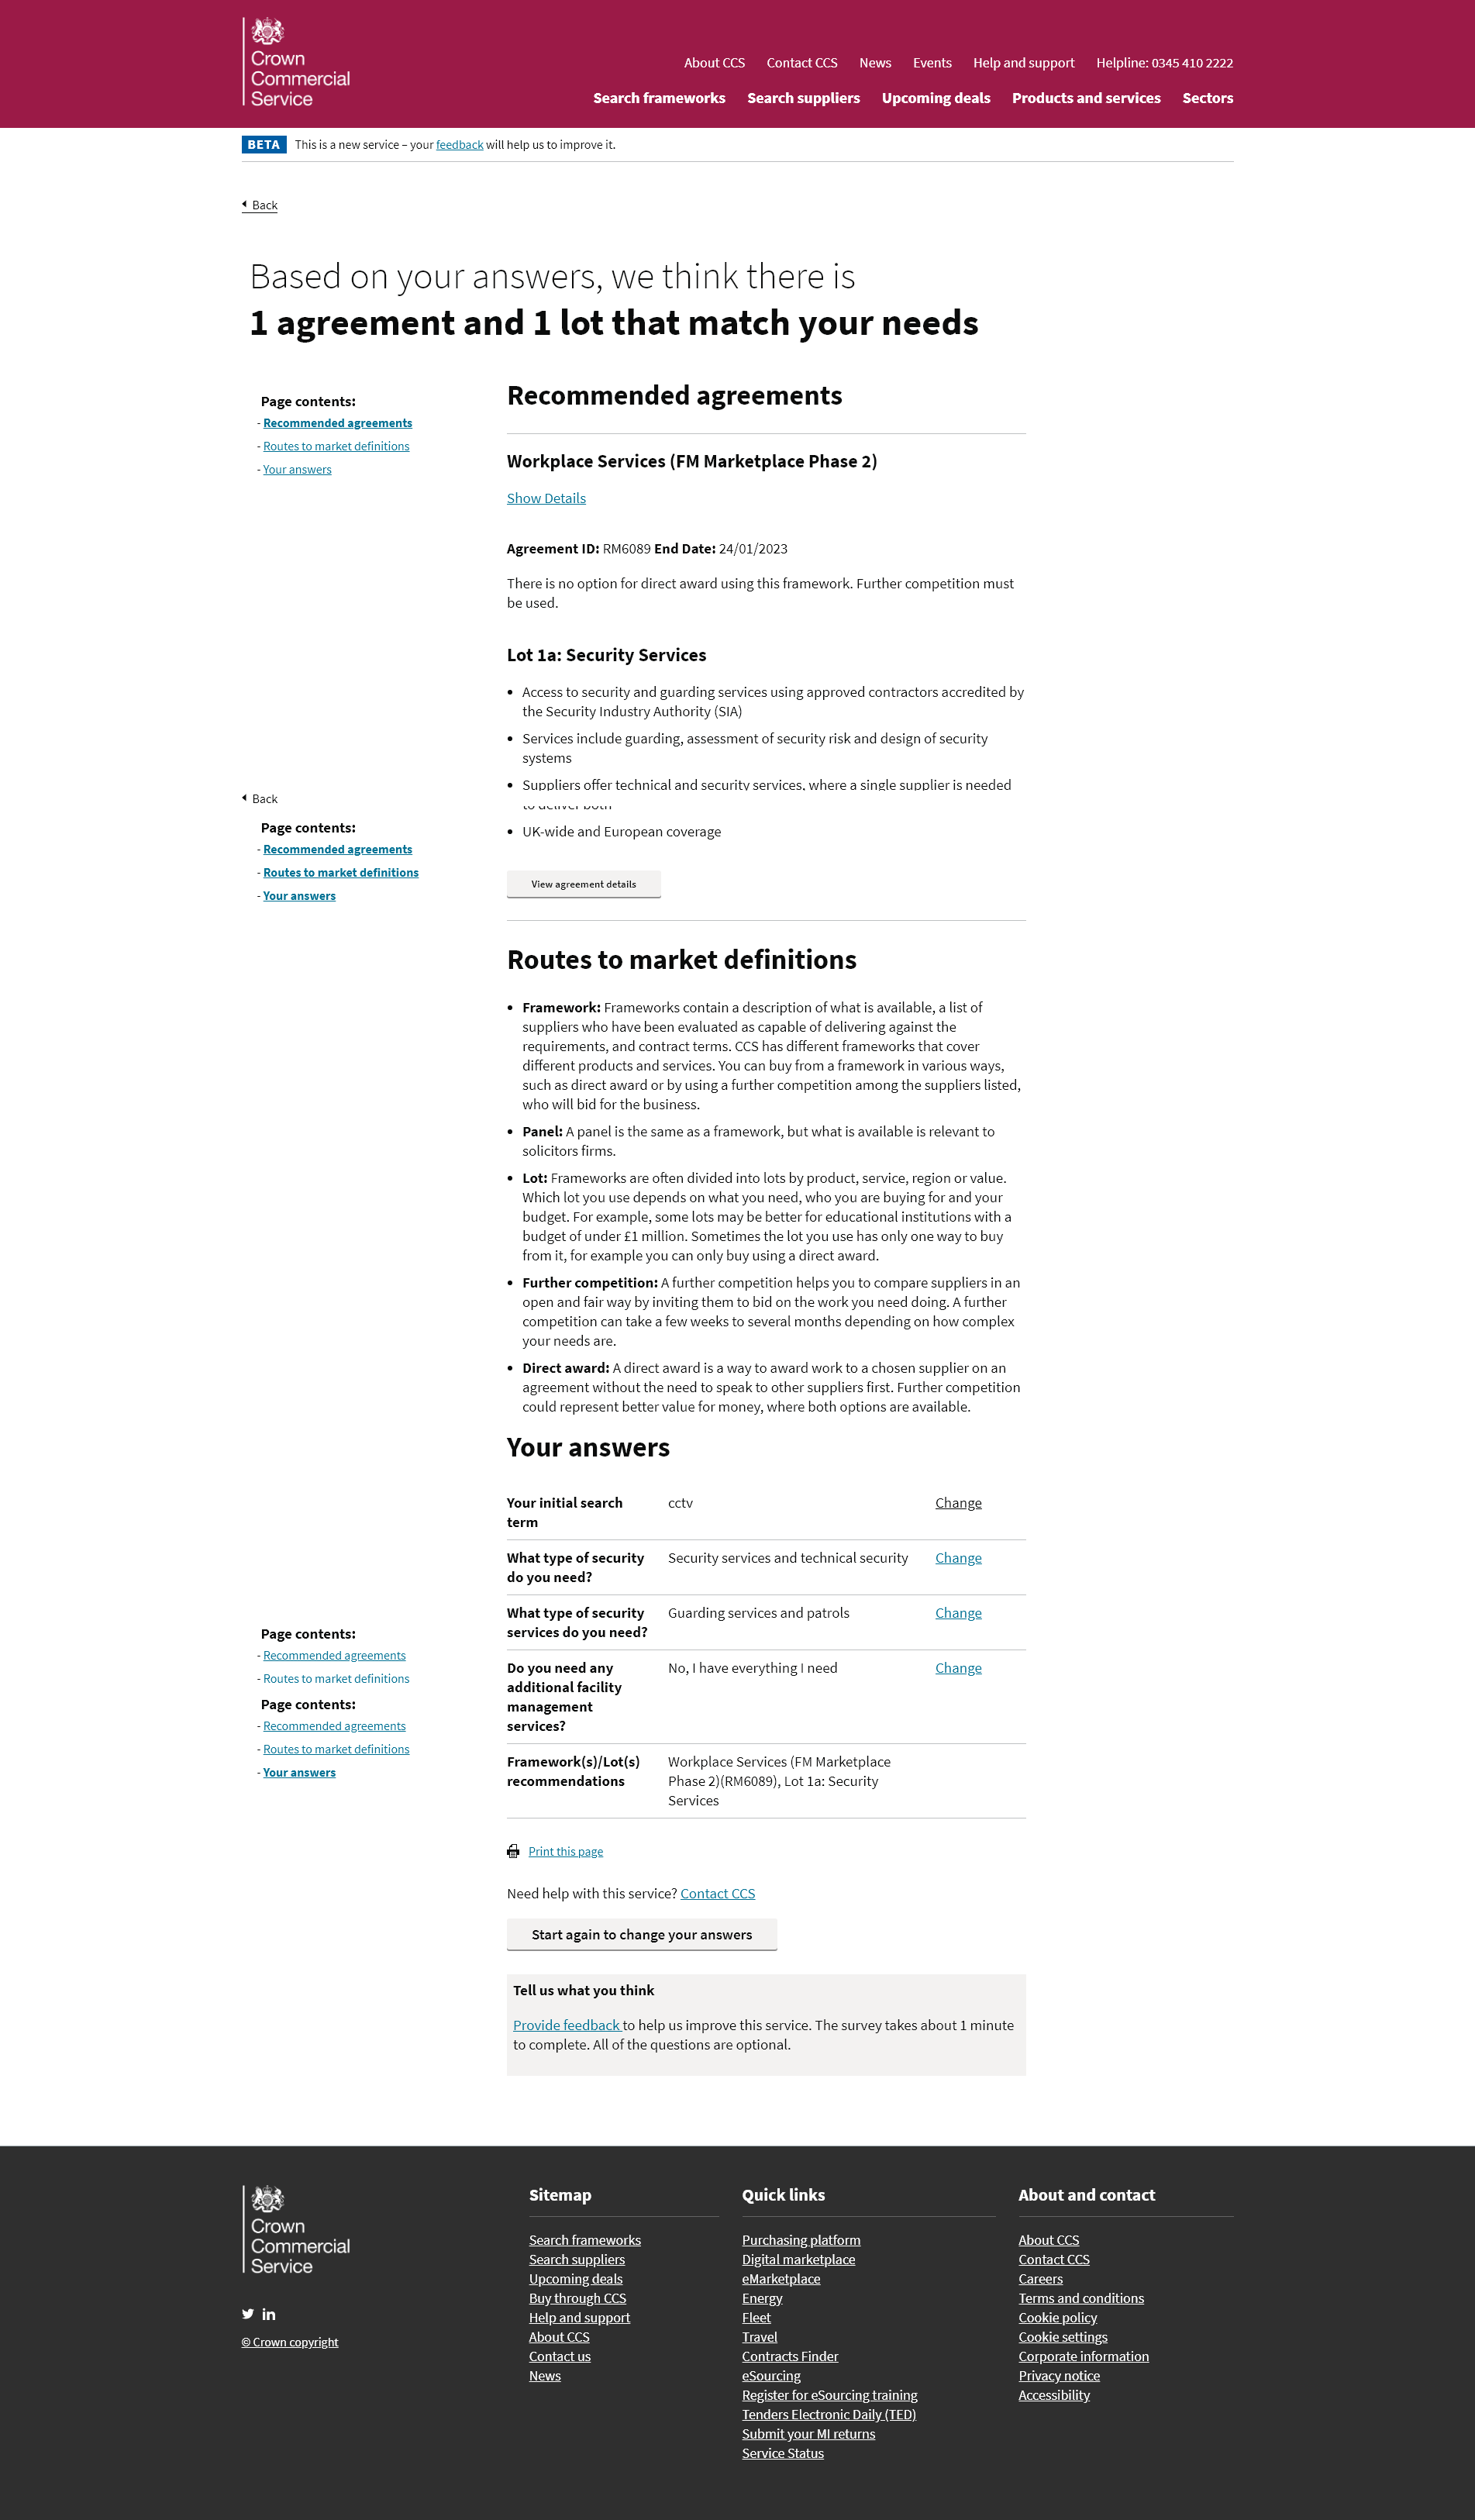 Crown
Commercial
Service
About CCS Contact CCS News Events Help and support Helpline: 0345 410 2222
Search frameworks Search suppliers Upcoming deals Products and services Sectors
BETA This is a new service – your feedback will help us to improve it.
Back
Based on your answers, we think there is
1 agreement and 1 lot that match your needs
Page contents:
- Recommended agreements
- Routes to market definitions
- Your answers
Recommended agreements
Workplace Services (FM Marketplace Phase 2)
Show Details
Agreement ID: RM6089 End Date: 24/01/2023
There is no option for direct award using this framework. Further competition must
be used.
Lot 1a: Security Services
• Access to security and guarding services using approved contractors accredited by
the Security Industry Authority (SIA)
• Services include guarding, assessment of security risk and design of security
systems
• Suppliers offer technical and security services, where a single supplier is needed
to deliver both
• UK-wide and European coverage
View agreement details
Back
Page contents:
- Recommended agreements
- Routes to market definitions
- Your answers
Routes to market definitions
• Framework: Frameworks contain a description of what is available, a list of
suppliers who have been evaluated as capable of delivering against the
requirements, and contract terms. CCS has different frameworks that cover
different products and services. You can buy from a framework in various ways,
such as direct award or by using a further competition among the suppliers listed,
who will bid for the business.
• Panel: A panel is the same as a framework, but what is available is relevant to
solicitors firms.
• Lot: Frameworks are often divided into lots by product, service, region or value.
Which lot you use depends on what you need, who you are buying for and your
budget. For example, some lots may be better for educational institutions with a
budget of under £1 million. Sometimes the lot you use has only one way to buy
from it, for example you can only buy using a direct award.
• Further competition: A further competition helps you to compare suppliers in an
open and fair way by inviting them to bid on the work you need doing. A further
competition can take a few weeks to several months depending on how complex
your needs are.
• Direct award: A direct award is a way to award work to a chosen supplier on an
agreement without the need to speak to other suppliers first. Further competition
could represent better value for money, where both options are available.
Your answers
Your initial search cctv Change
term
What type of security Security services and technical security Change
do you need?
What type of security Guarding services and patrols Change
services do you need?
Do you need any No, I have everything I need Change
additional facility
management
services?
Framework(s)/Lot(s) Workplace Services (FM Marketplace
recommendations Phase 2)(RM6089), Lot 1a: Security
Services
Page contents:
- Recommended agreements
- Routes to market definitions
Page contents:
- Recommended agreements
- Routes to market definitions
- Your answers
Print this page
Need help with this service? Contact CCS
Start again to change your answers
Tell us what you think
Provide feedback to help us improve this service. The survey takes about 1 minute
to complete. All of the questions are optional.
Crown
Commercial
Service
© Crown copyright
Sitemap
Search frameworks
Search suppliers
Upcoming deals
Buy through CCS
Help and support
About CCS
Contact us
News
Quick links
Purchasing platform
Digital marketplace
eMarketplace
Energy
Fleet
Travel
Contracts Finder
eSourcing
Register for eSourcing training
Tenders Electronic Daily (TED)
Submit your MI returns
Service Status
About and contact
About CCS
Contact CCS
Careers
Terms and conditions
Cookie policy
Cookie settings
Corporate information
Privacy notice
Accessibility